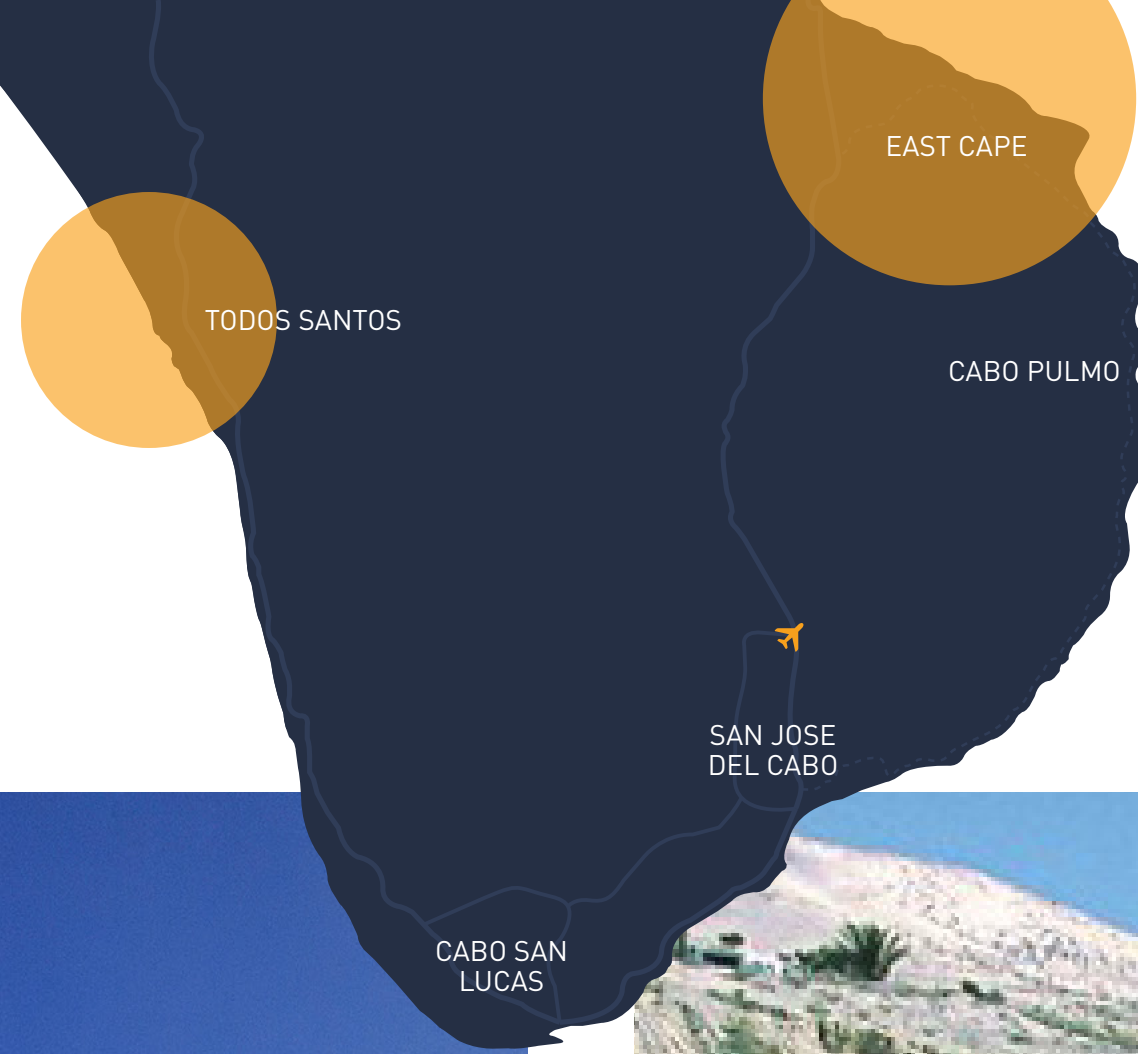 EAST CAPE
TODOS SANTOS
CABO PULMO
SAN JOSE
DEL CABO
CABO SAN
LUCAS